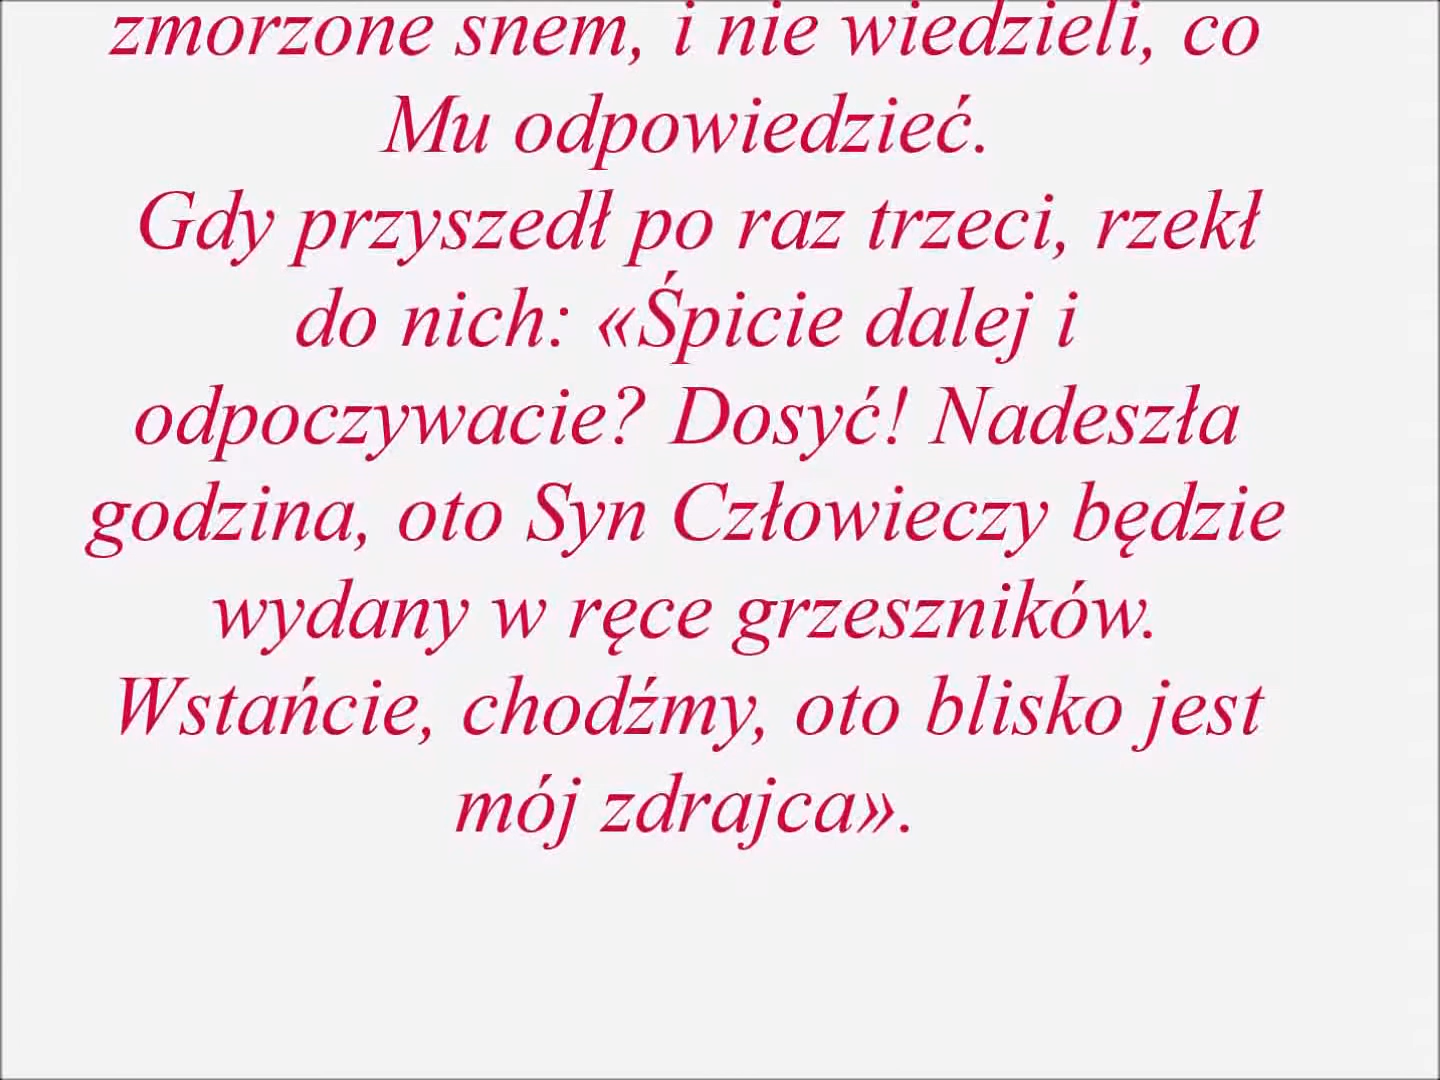 zmorzone snem, i nie wiedzieli, co
Mu odpowiedzieć.
Gdy przyszedł po raz trzeci, rzekł
do nich: «Śpicie dalej i
odpoczywacie? Dosyć! Nadeszła
godzina, oto Syn Człowieczy będzie
wydany w ręce grzeszników.
Wstańcie, chodźmy, oto blisko jest
mój zdrajca».